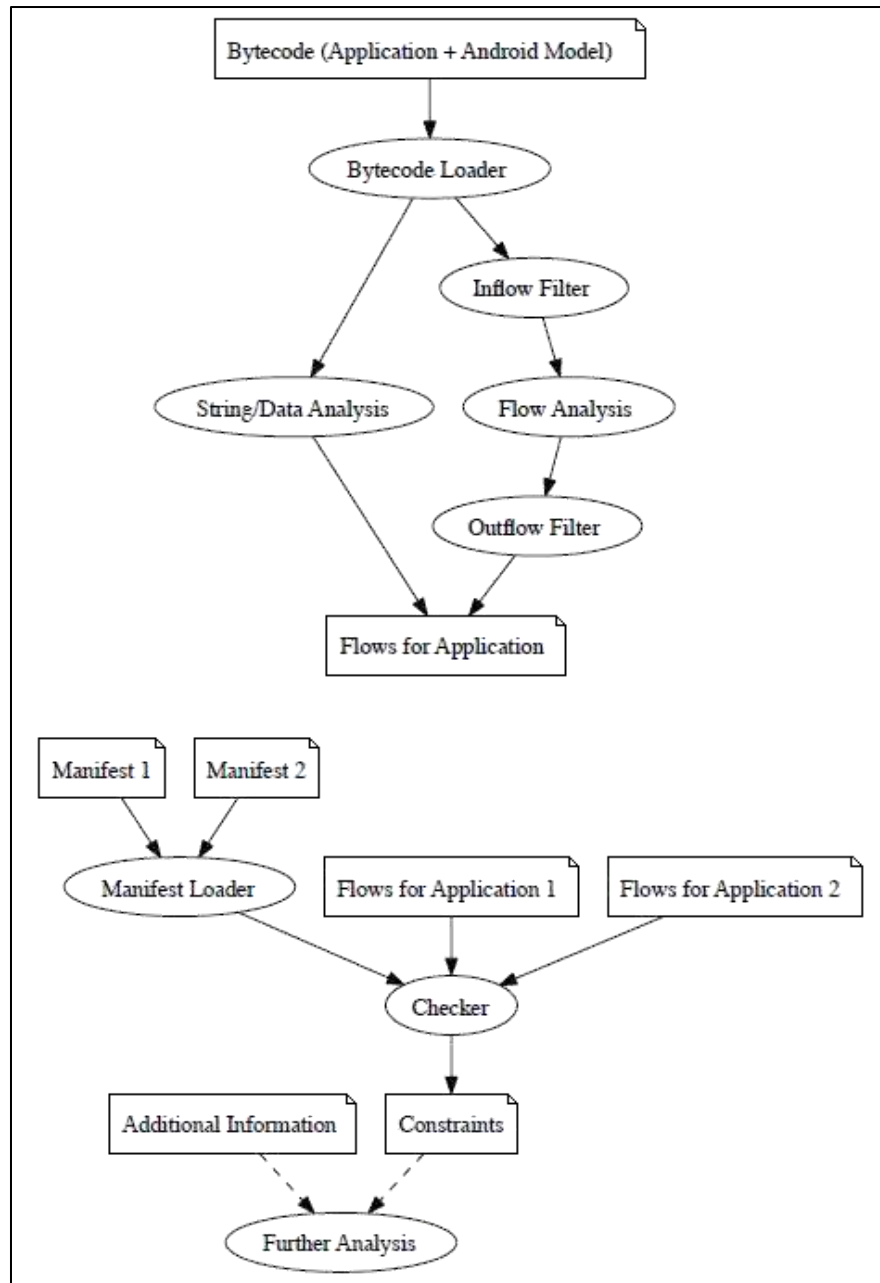 Bytecode (Application + Android Model)
Bytecode Loader
Inflow Filter
String/Data Analysis
Flow Analysis
Outflow Filter
Flows for Application
Manifest 1
Manifest 2
Manifest Loader
Flows for Application 1
Flows for Application 2
Checker
Additional Information
Constraints
Further Analysis